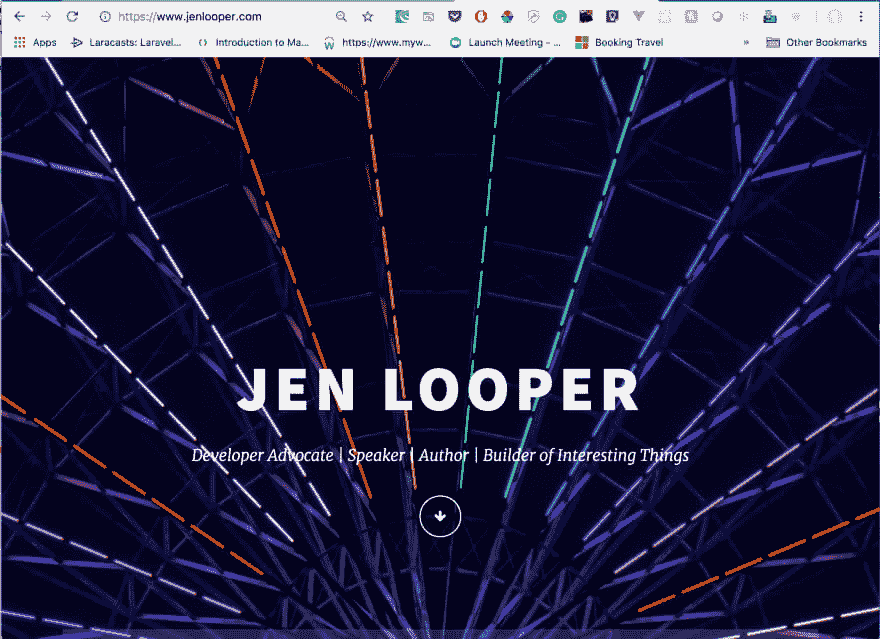 https://www.jenlooper.com
Apps Laracasts: Laravel... Introduction to Ma... https://www.myw... Launch Meeting - ... Booking Travel » Other Bookmarks
JEN LOOPER
Developer Advocate | Speaker | Author | Builder of Interesting Things